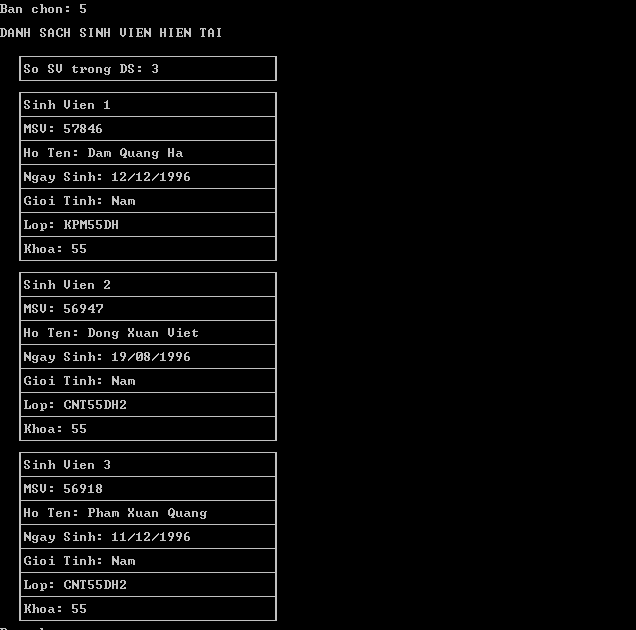 Ban chon: 5
DANH SACH SINH VIEN HIEN TAI
So SV trong DS: 3
Sinh Vien 1
MSV: 57846
Ho Ten: Dam Quang Ha
Ngay Sinh: 12/12/1996
Gioi Tinh: Nam
Lop: KPM55DH
Khoa: 55
Sinh Vien 2
MSV: 56947
Ho Ten: Dong Xuan Viet
Ngay Sinh: 19/08/1996
Gioi Tinh: Nam
Lop: CNT55DH2
Khoa: 55
Sinh Vien 3
MSV: 56918
Ho Ten: Pham Xuan Quang
Ngay Sinh: 11/12/1996
Gioi Tinh: Nam
Lop: CNT55DH2
Khoa: 55